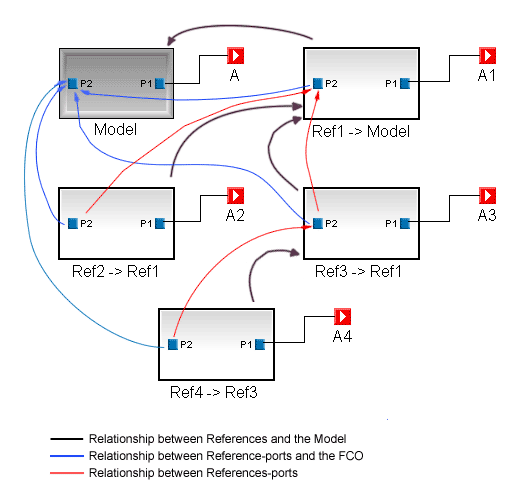 P2 P1 A
P2 P1 A1
Model
Ref1 -> Model
P2 P1 A2
P2 P1 A3
Ref2 -> Ref1
Ref3 -> Ref1
P2 P1 A4
Ref4 -> Ref3
Relationship between References and the Model
Relationship between Reference-ports and the FCO
Relationship between References-ports